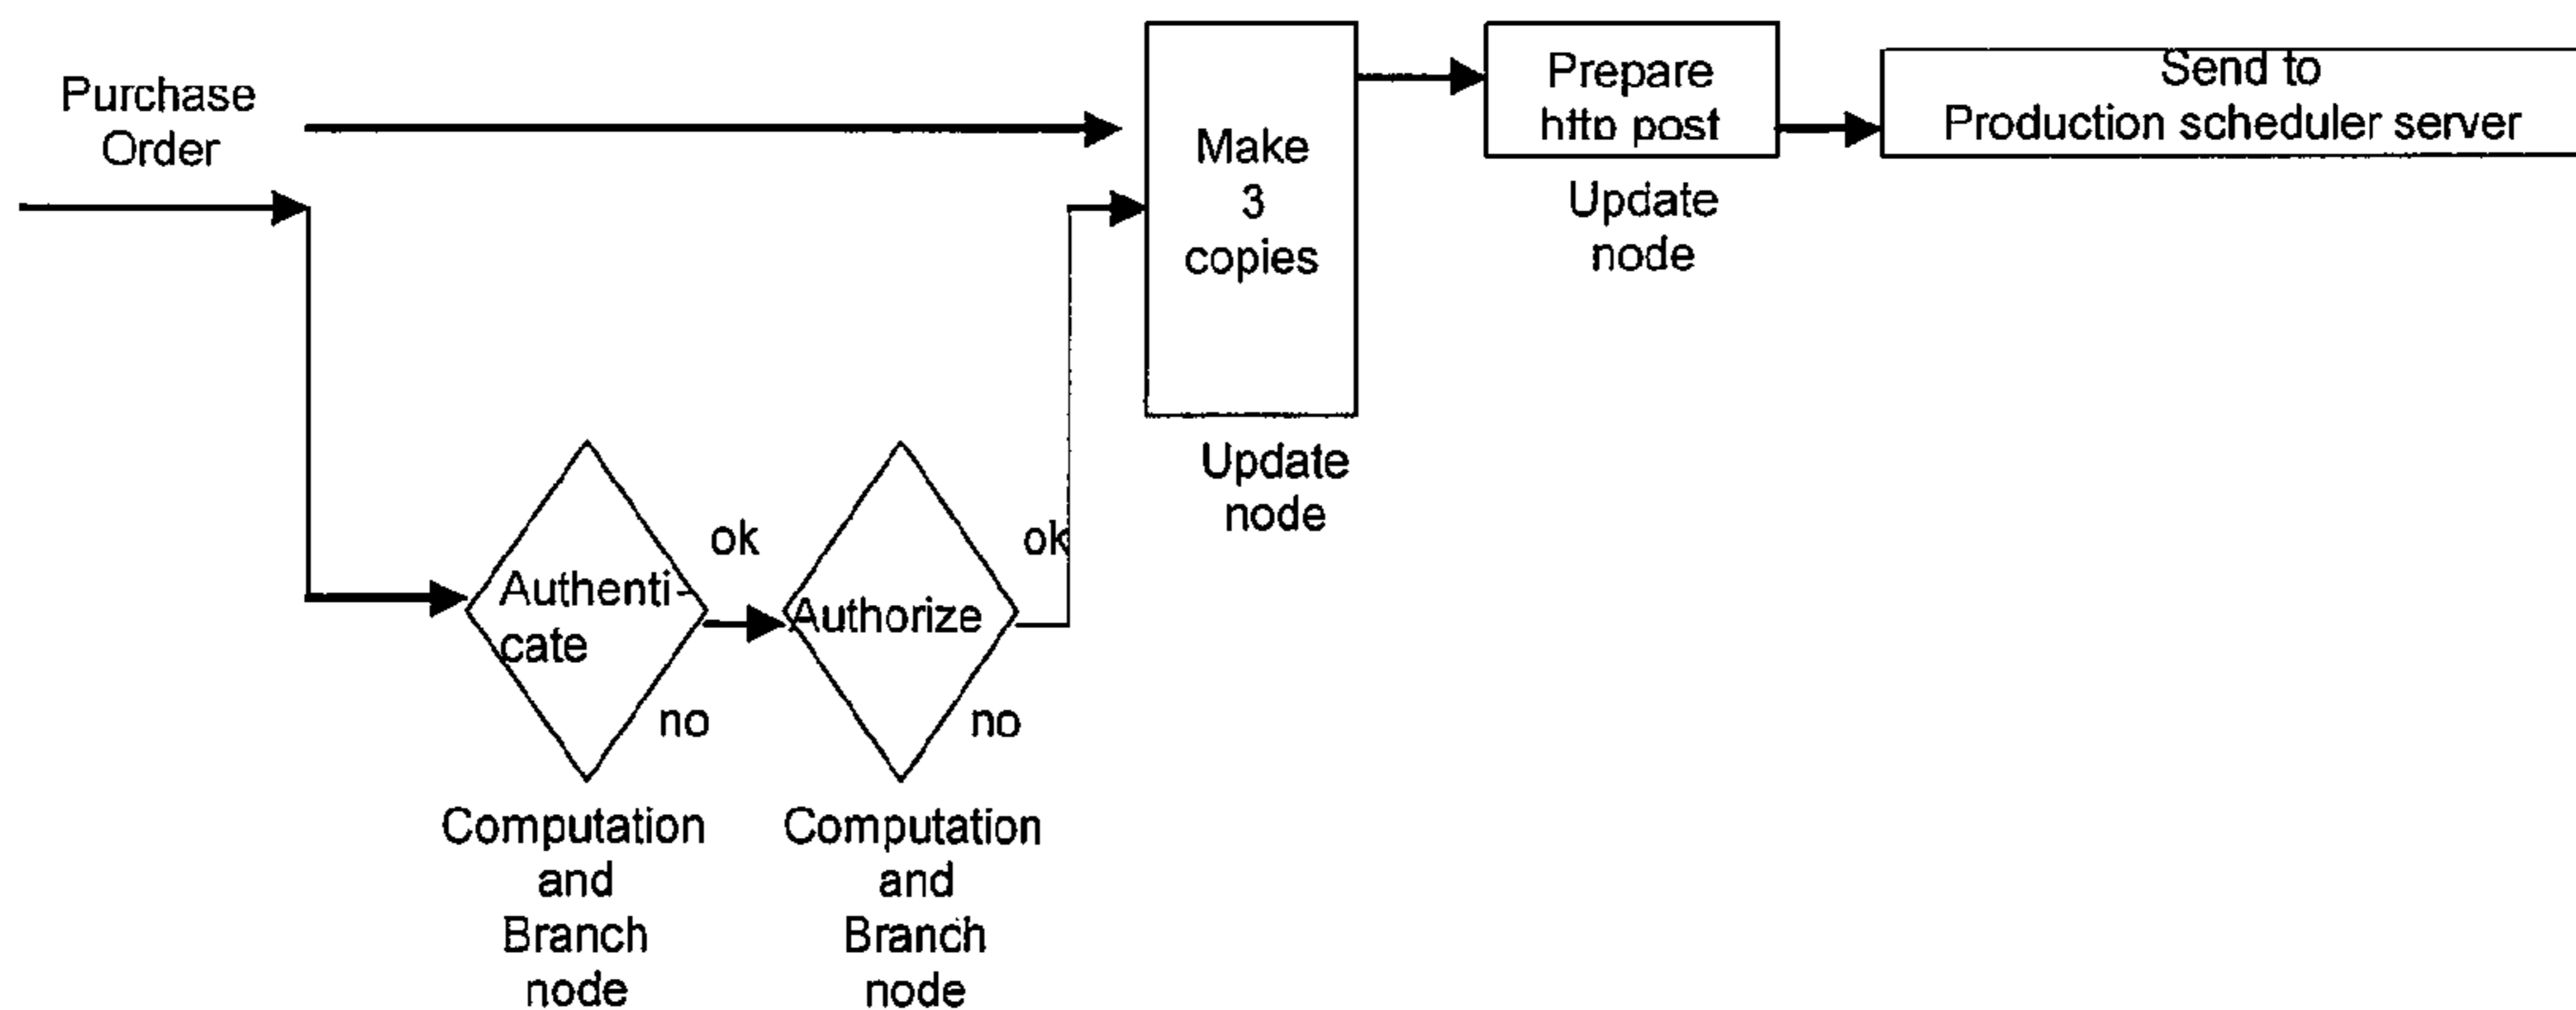 Purchase
Order
Make
3
copies
Update
node
Prepare
http post
Update
node
Send to
Production scheduler server
Authenti-
cate
ok
no
Authorize
ok
no
Computation
and
Branch
node
Computation
and
Branch
node